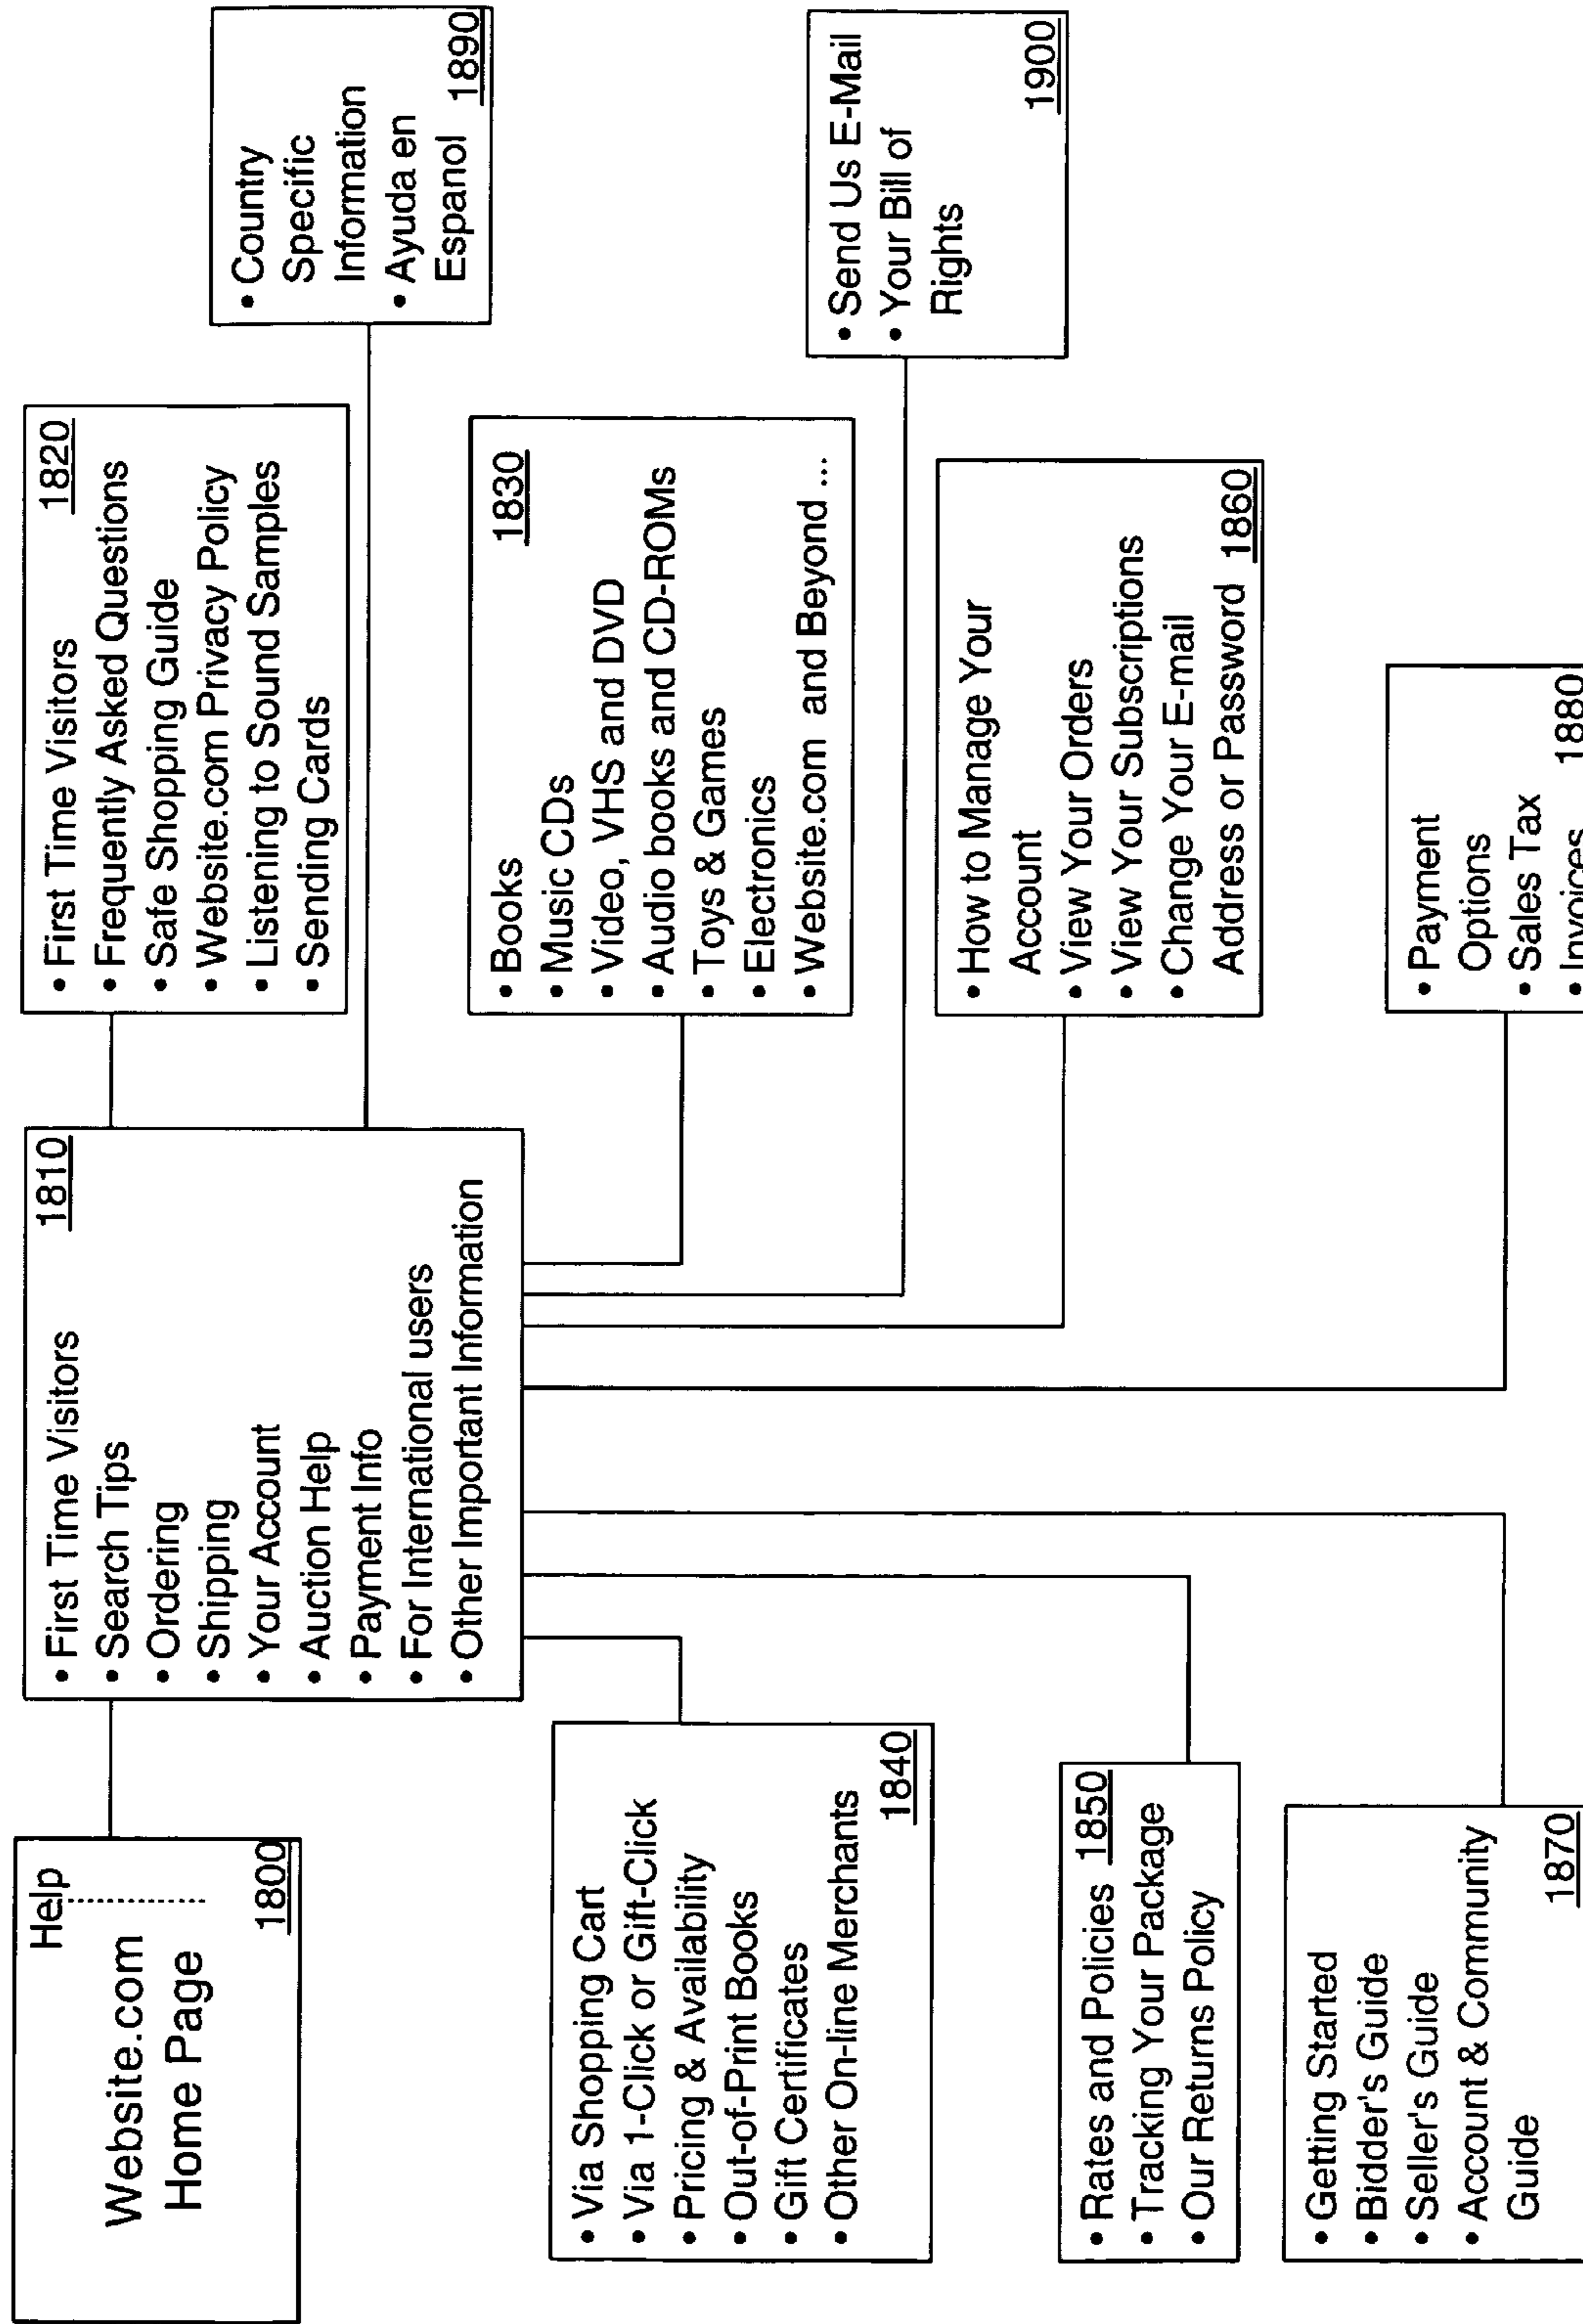 Help
Website.com
Home Page
1800
1810
• First Time Visitors
• Search Tips
• Ordering
• Shipping
• Your Account
• Auction Help
• Payment Info
• For International users
• Other Important Information
1820
• First Time Visitors
• Frequently Asked Questions
• Safe Shopping Guide
• Website.com Privacy Policy
• Listening to Sound Samples
• Sending Cards
• Country
Specific
Information
• Ayuda en
Espanol 1890
• Via Shopping Cart
• Via 1-Click or Gift-Click
• Pricing & Availability
• Out-of-Print Books
• Gift Certificates
• Other On-line Merchants
1840
1830
• Books
• Music CDs
• Video, VHS and DVD
• Audio books and CD-ROMs
• Toys & Games
• Electronics
• Website.com and Beyond ...
• Send Us E-Mail
• Your Bill of
Rights
1900
• Rates and Policies 1850
• Tracking Your Package
• Our Returns Policy
• How to Manage Your
Account
• View Your Orders
• View Your Subscriptions
• Change Your E-mail
Address or Password 1860
• Getting Started
• Bidder's Guide
• Seller's Guide
• Account & Community
Guide
1870
• Payment
Options
• Sales Tax
• Invoices 1880